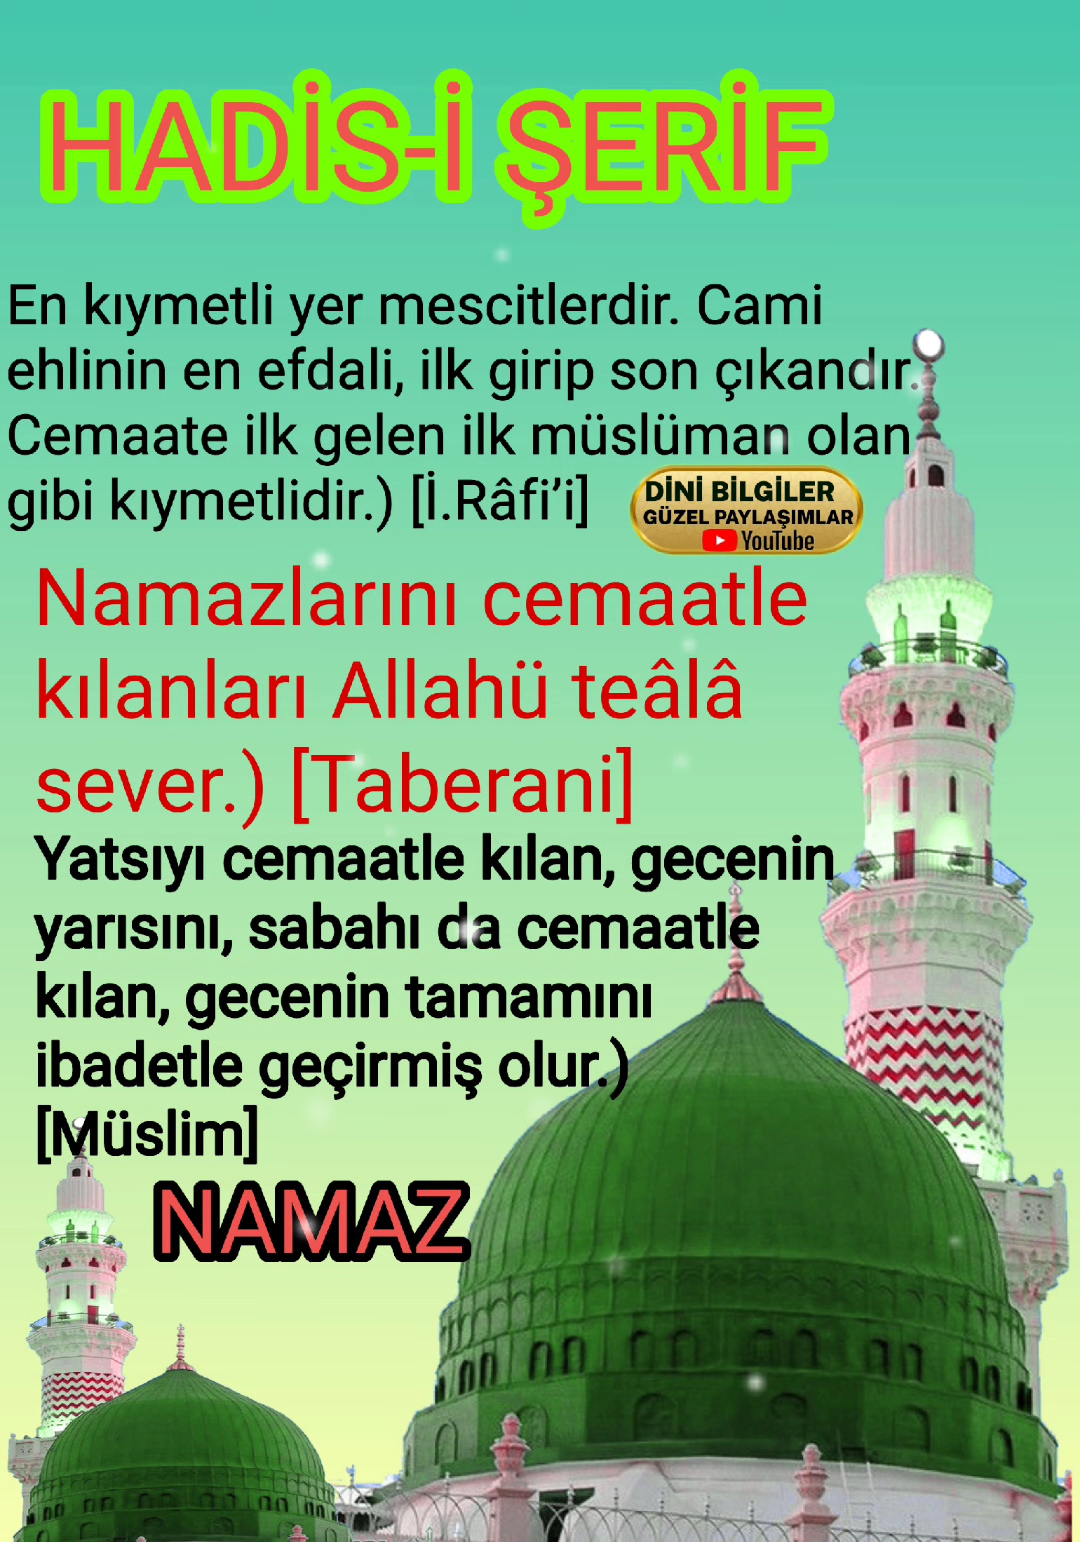 HADİS-İ ŞERİF
En kıymetli yer mescitlerdir. Cami
ehlinin en efdali, ilk girip son çıkandır.
Cemaate ilk gelen ilk müslüman olan
gibi kıymetlidir.) [İ.Râfi’i]
DİNİ BİLGİLER
GÜZEL PAYLAŞIMLAR
YouTube
Namazlarını cemaatle
kılanları Allahü teâlâ
sever.) [Taberani]
Yatsıyı cemaatle kılan, gecenin
yarısını, sabahı da cemaatle
kılan, gecenin tamamını
ibadetle geçirmiş olur.)
[Müslim]
NAMAZ